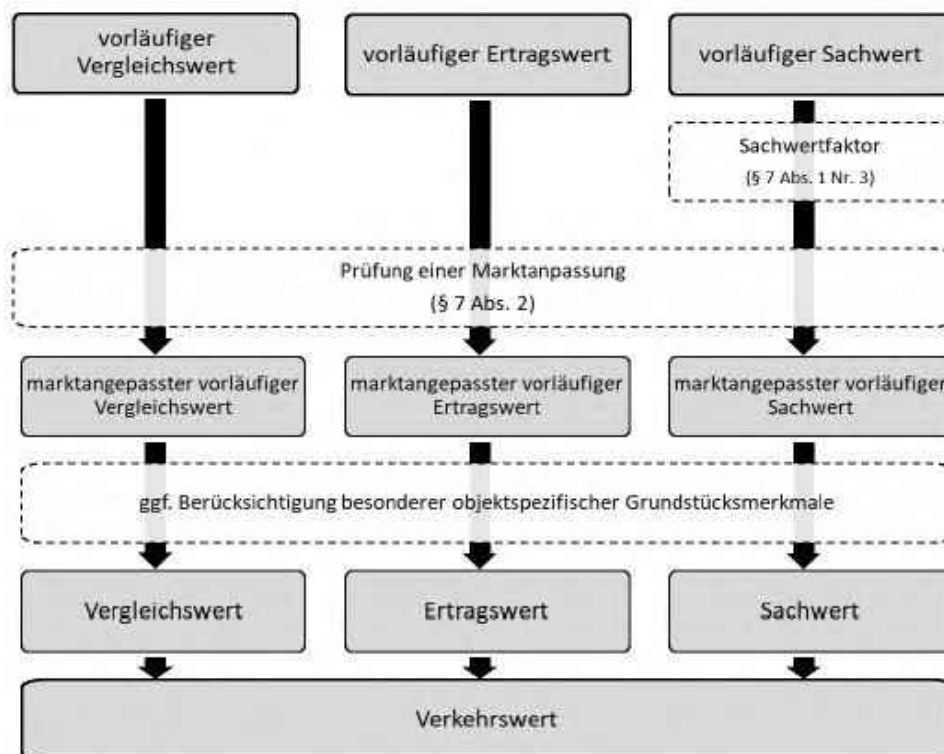 vorläufiger
Vergleichswert
vorläufiger Ertragswert
vorläufiger Sachwert
Sachwertfaktor
(§ 7 Abs. 1 Nr. 3)
Prüfung einer Marktanpassung
(§ 7 Abs. 2)
marktangepasster vorläufiger
Vergleichswert
marktangepasster vorläufiger
Ertragswert
marktangepasster vorläufiger
Sachwert
ggf. Berücksichtigung besonderer objektspezifischer Grundstücksmerkmale
Vergleichswert
Ertragswert
Sachwert
Verkehrswert